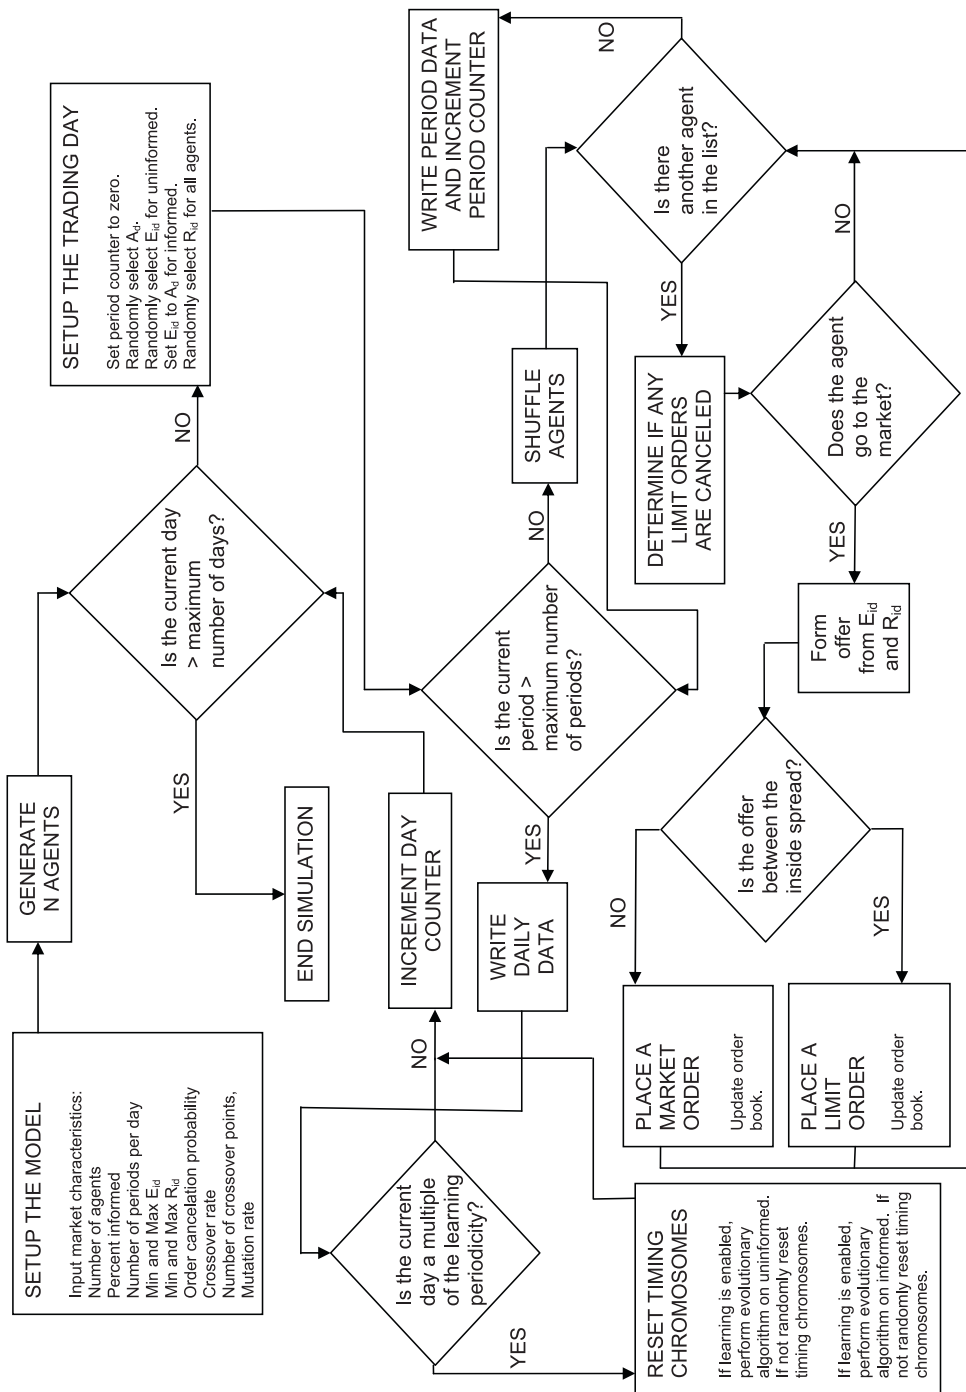 SETUP THE MODEL
Input market characteristics:
Number of agents
Percent informed
Number of periods per day
Min and Max Eid
Min and Max Rid
Order cancelation probability
Crossover rate
Number of crossover points,
Mutation rate
GENERATE
N AGENTS
Is the current day
> maximum
number of days?
YES
NO
END SIMULATION
SETUP THE TRADING DAY
Set period counter to zero.
Randomly select Ad.
Randomly select Eid for uninformed.
Set Eid to Ad for informed.
Randomly select Rid for all agents.
INCREMENT DAY
COUNTER
Is the current
day a multiple
of the learning
periodicity?
NO
YES
WRITE
DAILY
DATA
YES
Is the current
period >
maximum number
of periods?
NO
SHUFFLE
AGENTS
WRITE PERIOD DATA
AND INCREMENT
PERIOD COUNTER
NO
Is there
another agent
in the list?
YES
DETERMINE IF ANY
LIMIT ORDERS
ARE CANCELED
Does the agent
go to the
market?
NO
YES
Form
offer
from Eid
and Rid
Is the offer
between the
inside spread?
NO
YES
PLACE A
MARKET
ORDER
Update order
book.
PLACE A
LIMIT
ORDER
Update order
book.
RESET TIMING
CHROMOSOMES
If learning is enabled,
perform evolutionary
algorithm on uninformed.
If not randomly reset
timing chromosomes.
If learning is enabled,
perform evolutionary
algorithm on informed. If
not randomly reset timing
chromosomes.